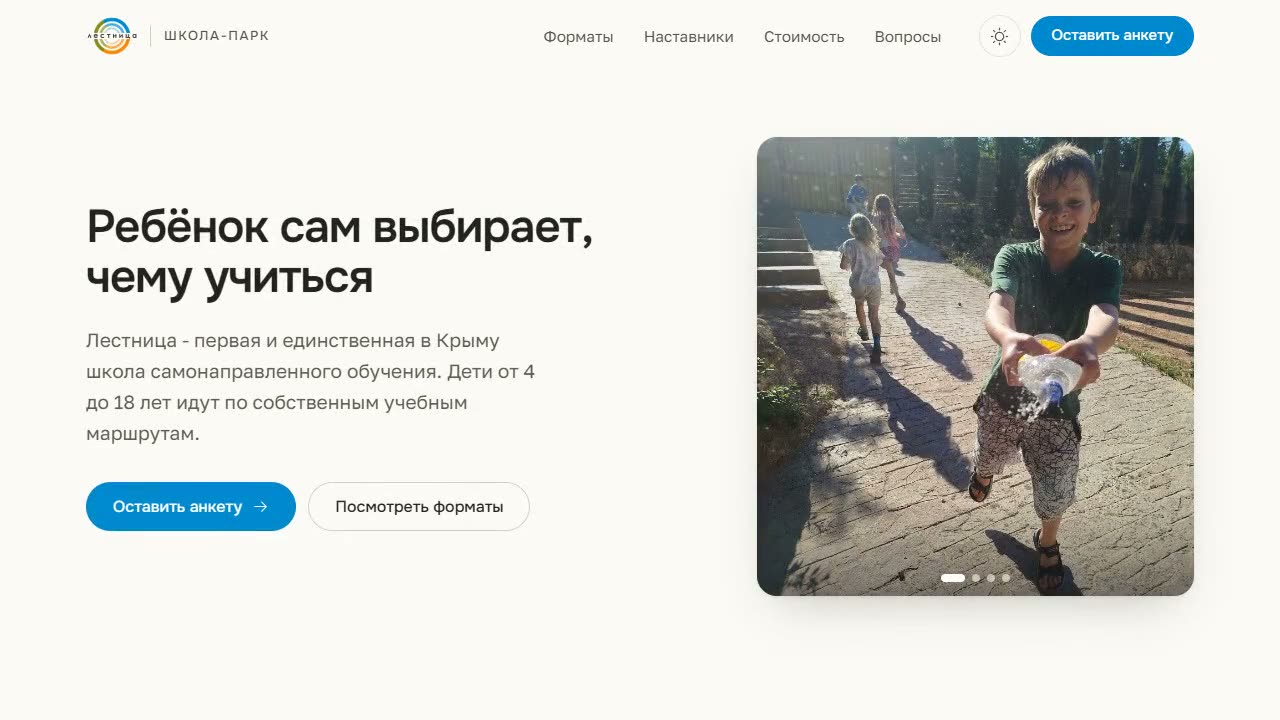 лестница
ШКОЛА-ПАРК
Форматы
Наставники
Стоимость
Вопросы
Оставить анкету
Ребёнок сам выбирает,
чему учиться
Лестница - первая и единственная в Крыму
школа самонаправленного обучения. Дети от 4
до 18 лет идут по собственным учебным
маршрутам.
Оставить анкету →
Посмотреть форматы